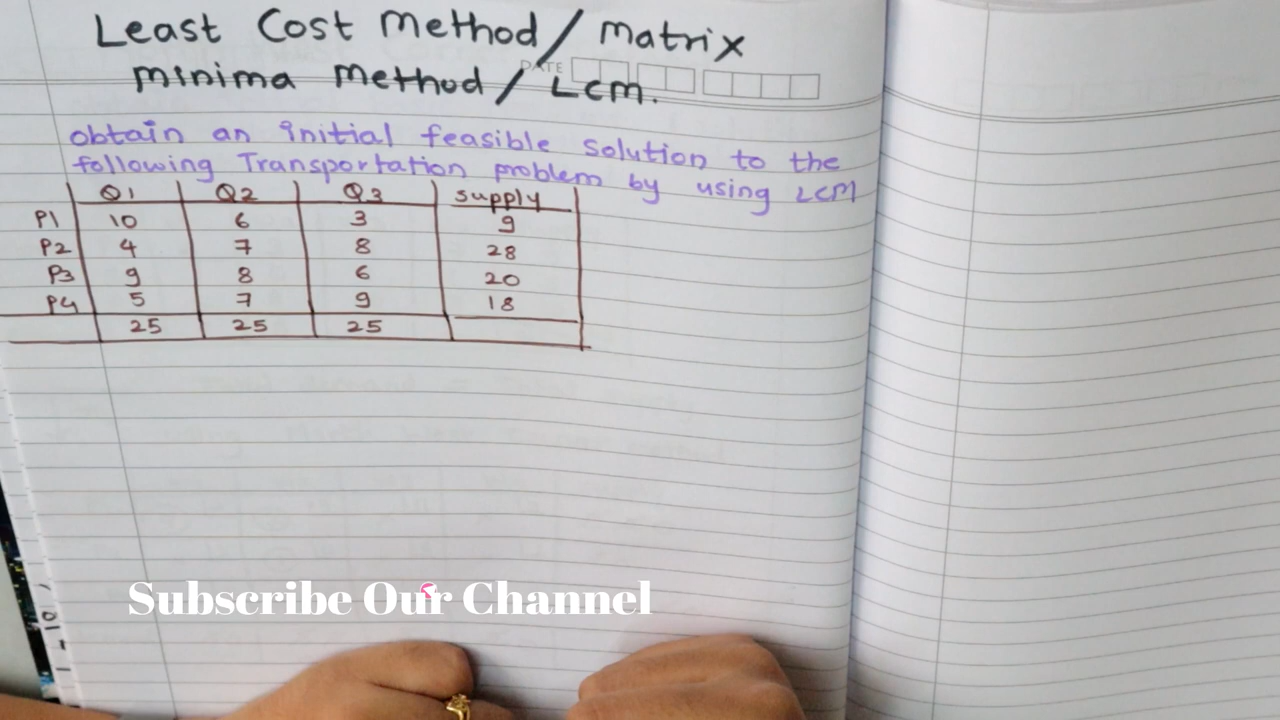 Least Cost Method / Matrix
DATE
Minima Method / Lcm.
obtain an initial feasible solution to the
following Transportation problem by using LCM
Q1 Q2 Q3 supply
P1 10 6 3 9
P2 4 7 8 28
P3 9 8 6 20
P4 5 7 9 18
25 25 25
Subscribe Our Channel